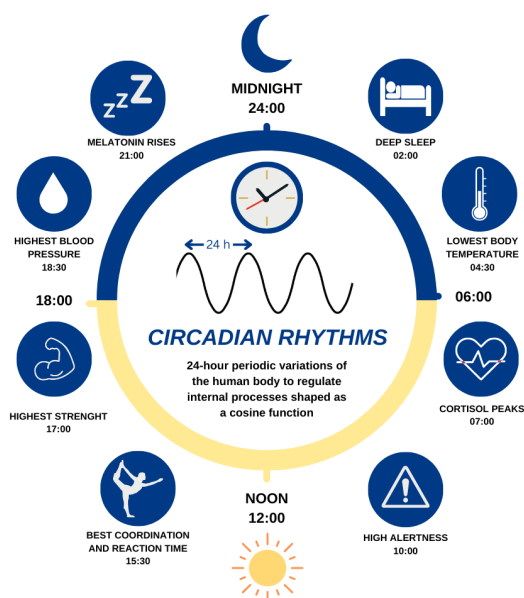 MIDNIGHT
24:00
DEEP SLEEP
02:00
LOWEST BODY
TEMPERATURE
04:30
06:00
CORTISOL PEAKS
07:00
HIGH ALERTNESS
10:00
NOON
12:00
BEST COORDINATION
AND REACTION TIME
15:30
HIGHEST STRENGHT
17:00
18:00
HIGHEST BLOOD
PRESSURE
18:30
MELATONIN RISES
21:00
z z Z
24 h
CIRCADIAN RHYTHMS
24-hour periodic variations of
the human body to regulate
internal processes shaped as
a cosine function